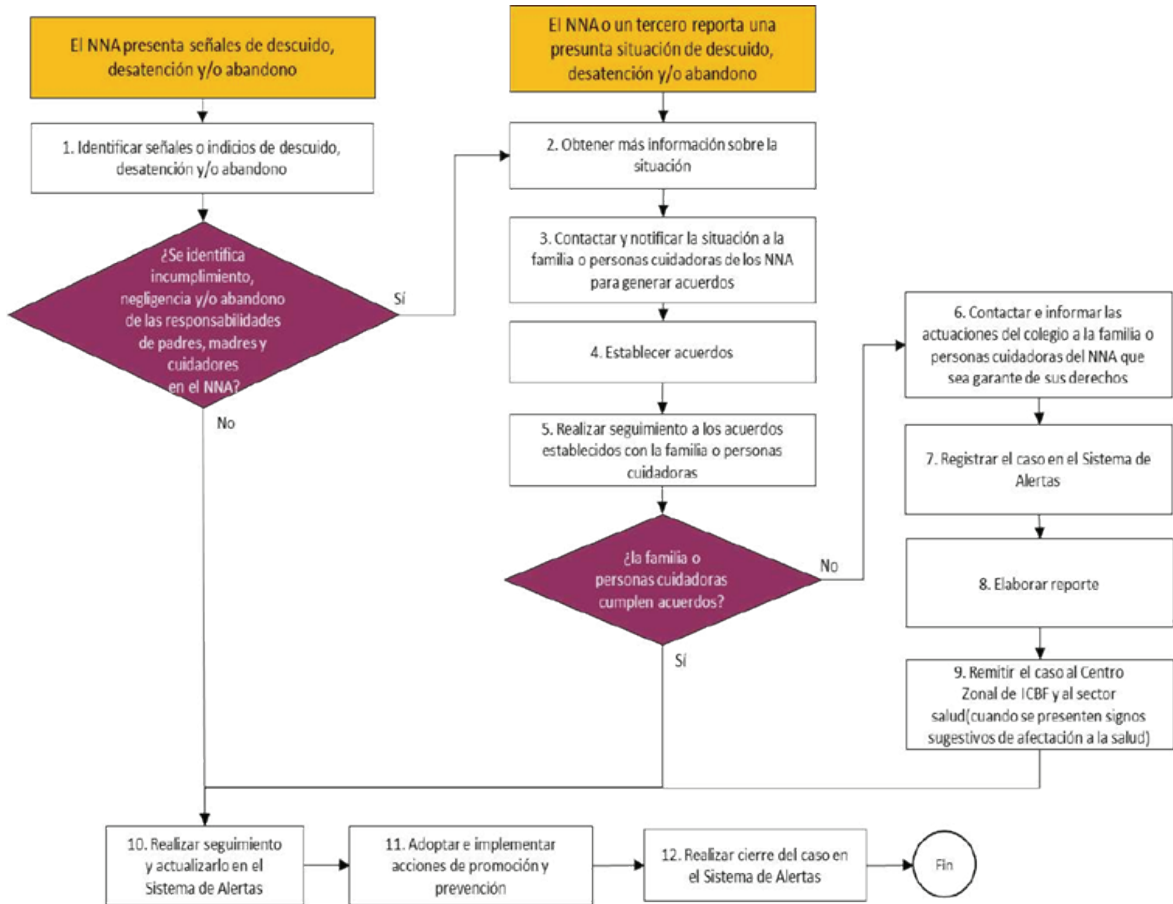 El NNA presenta señales de descuido,
desatención y/o abandono
1. Identificar señales o indicios de descuido,
desatención y/o abandono
¿Se identifica
incumplimiento,
negligencia y/o abandono
de las responsabilidades
de padres, madres y
cuidadores
en el NNA?
Sí
No
El NNA o un tercero reporta una
presunta situación de descuido,
desatención y/o abandono
2. Obtener más información sobre la
situación
3. Contactar y notificar la situación a la
familia o personas cuidadoras de los NNA
para generar acuerdos
4. Establecer acuerdos
5. Realizar seguimiento a los acuerdos
establecidos con la familia o personas
cuidadoras
¿la familia o
personas cuidadoras
cumplen acuerdos?
No
Sí
6. Contactar e informar las
actuaciones del colegio a la familia o
personas cuidadoras del NNA que
sea garante de sus derechos
7. Registrar el caso en el Sistema de
Alertas
8. Elaborar reporte
9. Remitir el caso al Centro
Zonal de ICBF y al sector
salud(cuando se presenten signos
sugestivos de afectación a la salud)
10. Realizar seguimiento
y actualizarlo en el
Sistema de Alertas
11. Adoptar e implementar
acciones de promoción y
prevención
12. Realizar cierre del caso en
el Sistema de Alertas
Fin